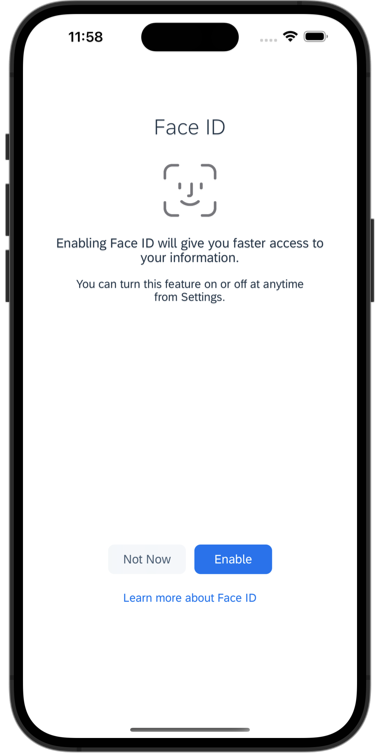 11:58
Face ID
Enabling Face ID will give you faster access to
your information.
You can turn this feature on or off at anytime
from Settings.
Not Now
Enable
Learn more about Face ID